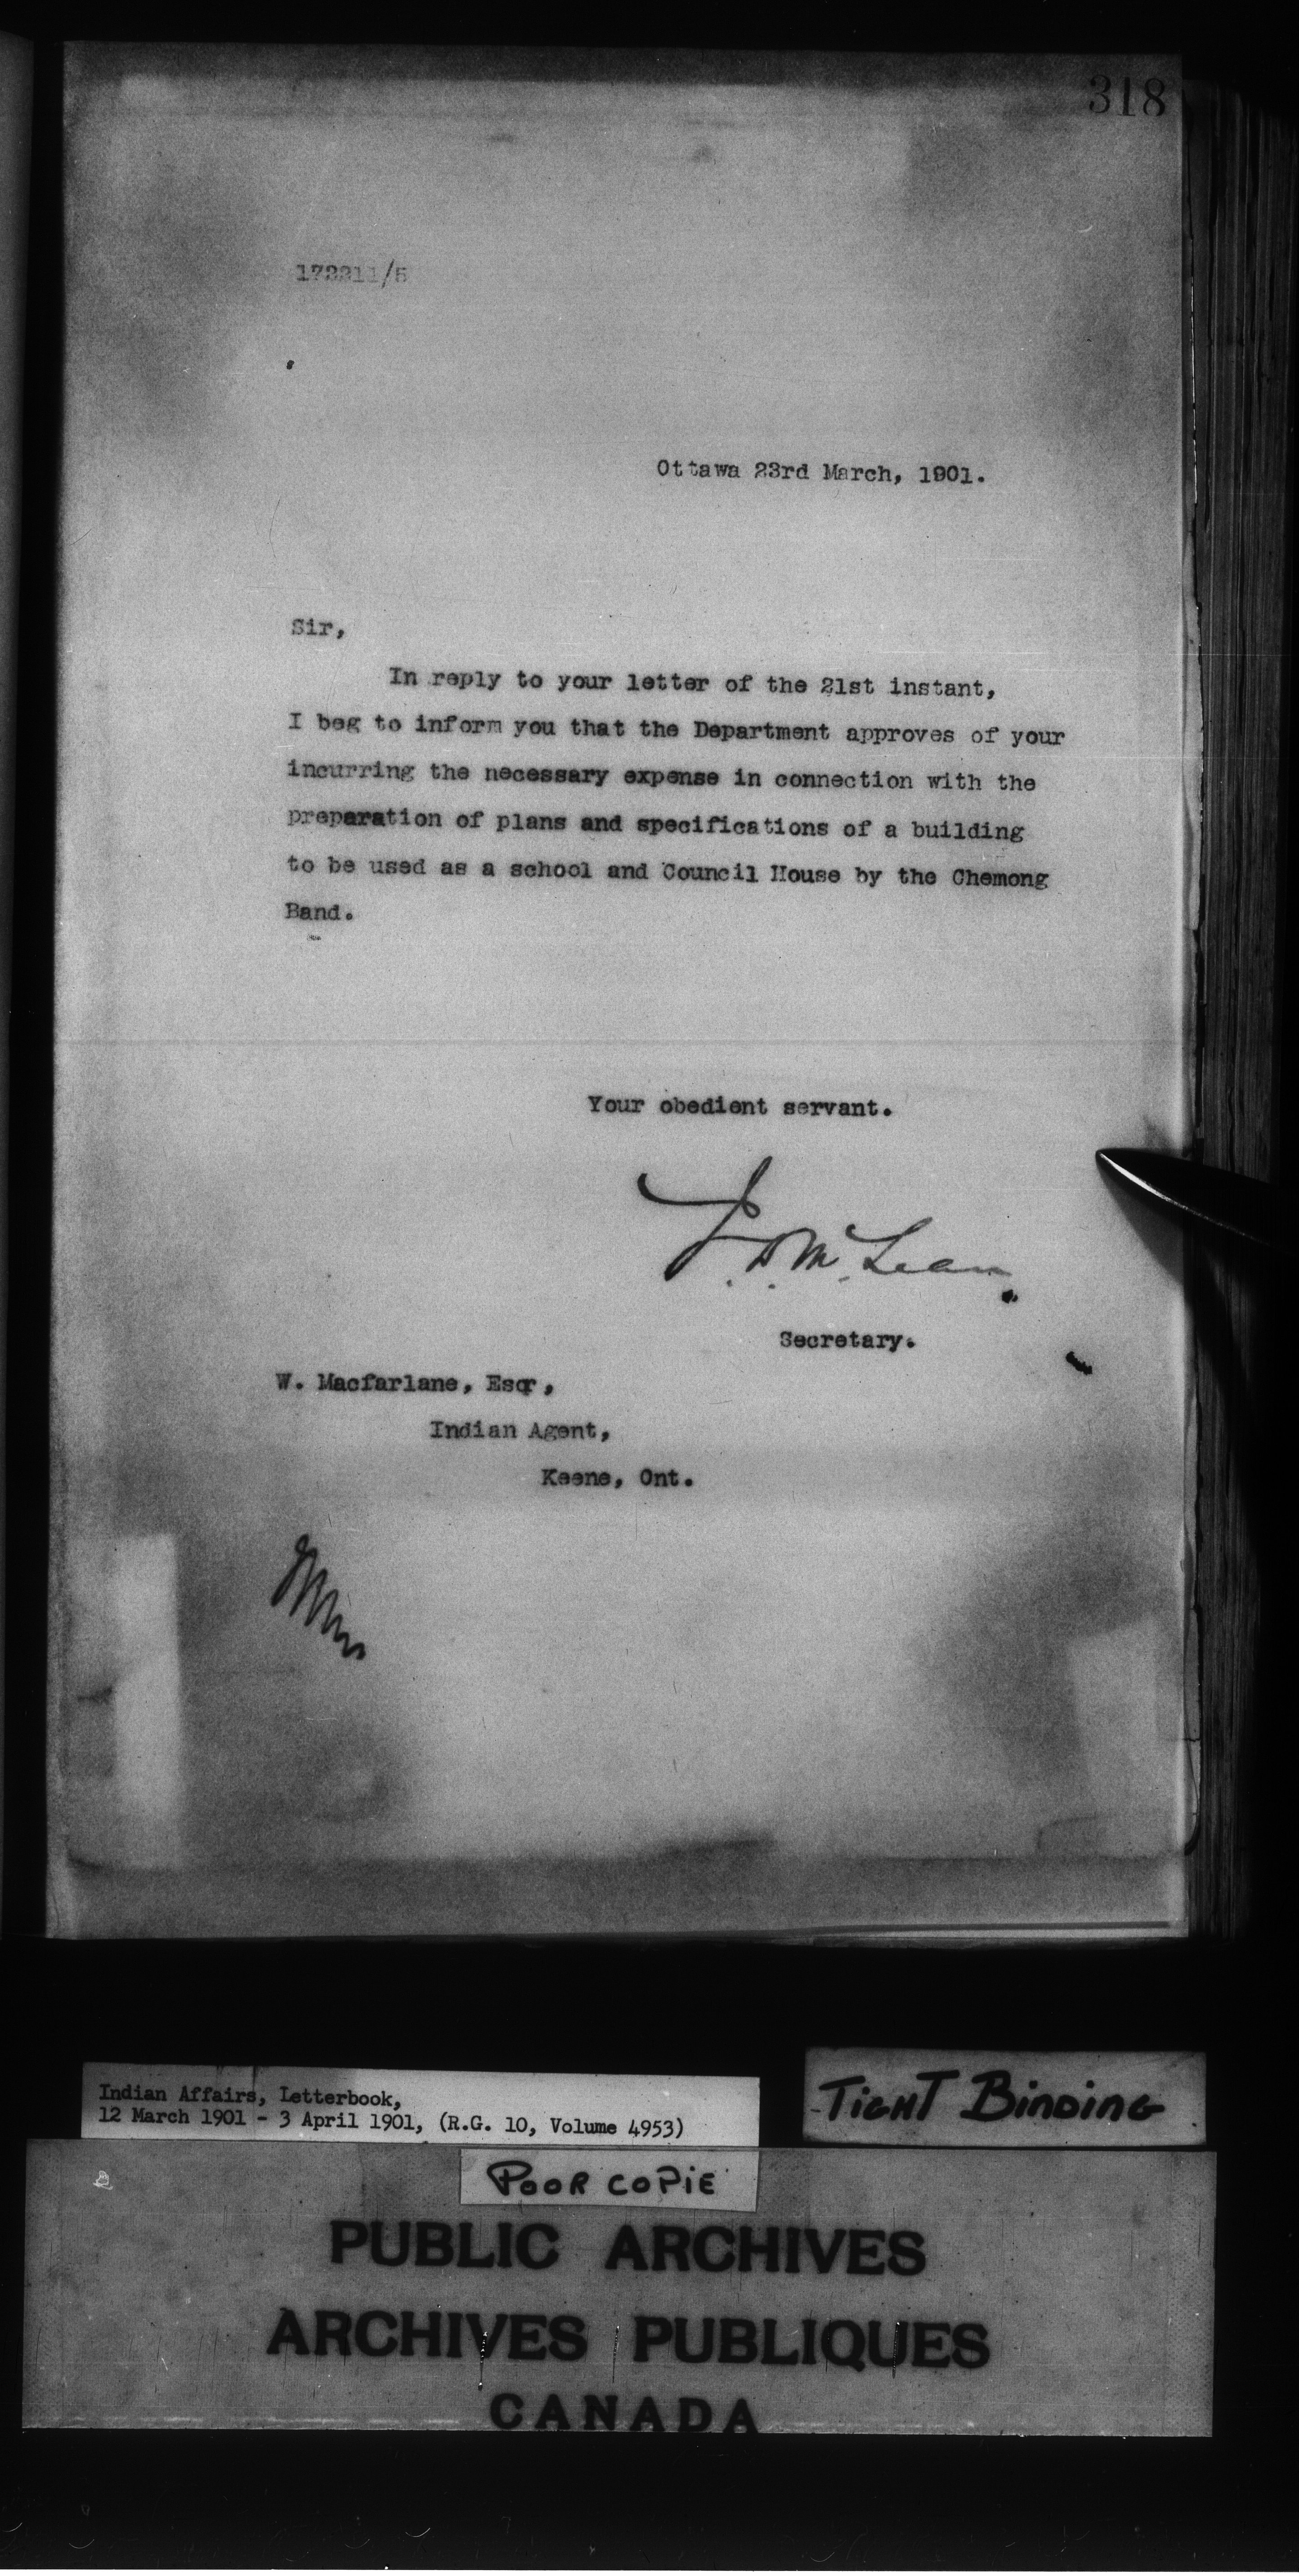 318
172211/5
Ottawa 23rd March, 1901.
Sir,
In reply to your letter of the 21st instant,
I beg to inform you that the Department approves of your
incurring the necessary expense in connection with the
preparation of plans and specifications of a building
to be used as a school and Council House by the Chemong
Band.
Your obedient servant.
J. D. McLean.
Secretary.
W. Macfarlane, Esqr,
Indian Agent,
Keene, Ont.
Indian Affairs, Letterbook,
12 March 1901 - 3 April 1901, (R.G. 10, Volume 4953)
TIGHT BINDING
POOR COPIE
PUBLIC ARCHIVES
ARCHIVES PUBLIQUES
CANADA